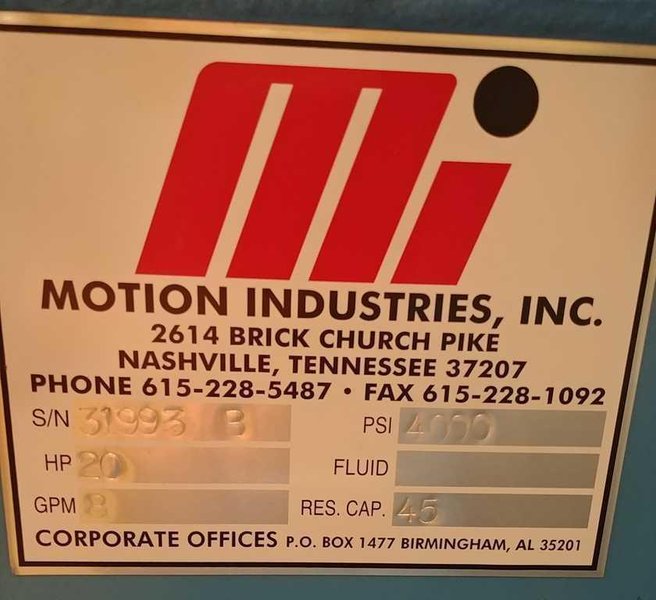 mi
MOTION INDUSTRIES, INC.
2614 BRICK CHURCH PIKE
NASHVILLE, TENNESSEE 37207
PHONE 615-228-5487 • FAX 615-228-1092
S/N 31993 B PSI 4000
HP 20 FLUID
GPM 8 RES. CAP. 45
CORPORATE OFFICES P.O. BOX 1477 BIRMINGHAM, AL 35201